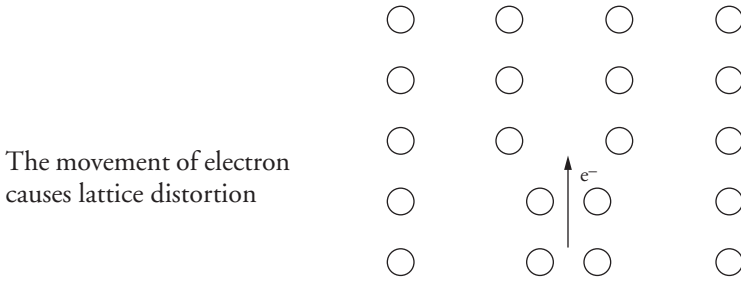 The movement of electron
causes lattice distortion
e–